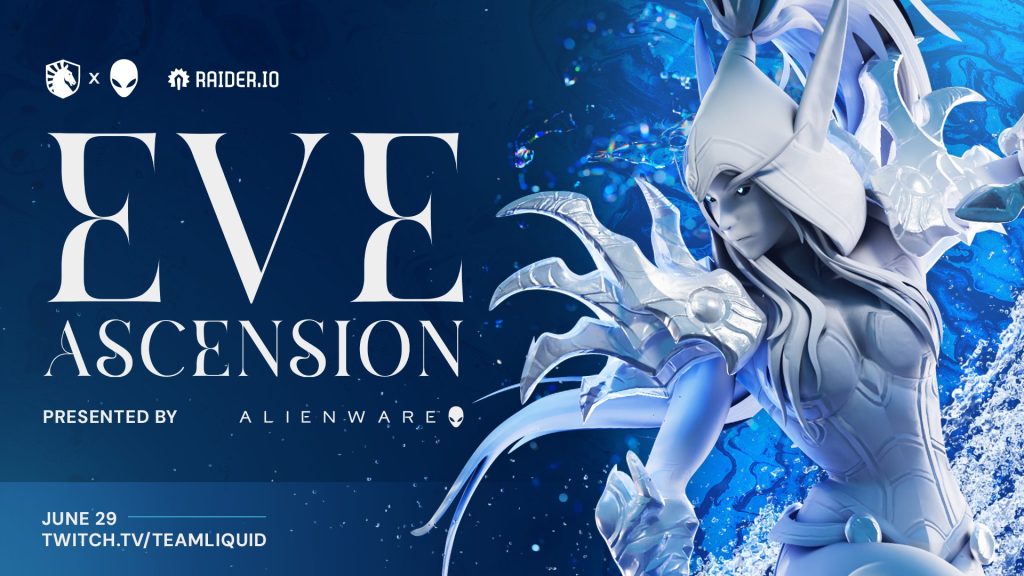 x RAIDER.IO
EVE
ASCENSION
PRESENTED BY ALIENWARE
JUNE 29
TWITCH.TV/TEAMLIQUID